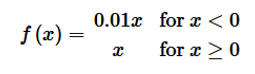 f(x) = 0.01x for x < 0
x for x ≥ 0